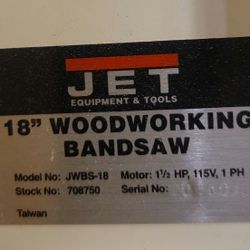 JET
EQUIPMENT & TOOLS
18” WOODWORKING
BANDSAW
Model No: JWBS-18 Motor: 1½ HP, 115V, 1 PH
Stock No: 708750 Serial No:
Taiwan